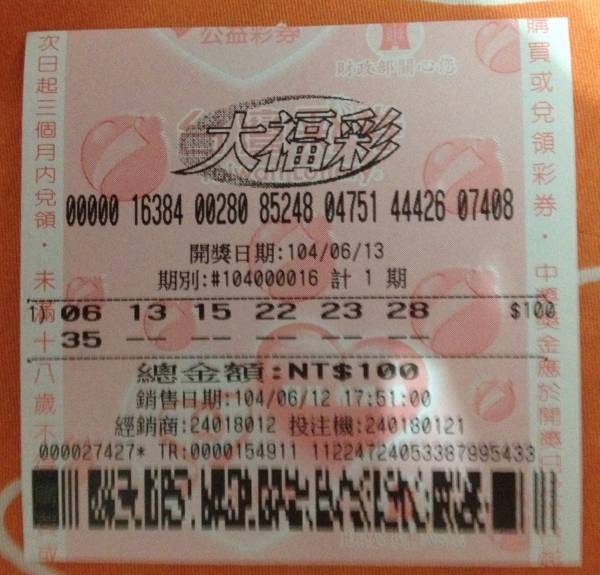 公益彩券
財政部關心您
大福彩
00000 16384 00280 85248 04751 44426 07408
開獎日期:104/06/13
期別:#104000016 計 1 期
1) 06 13 15 22 23 28 $100
35 -- -- -- -- --
總金額:NT$100
銷售日期:104/06/12 17:51:00
經銷商:24018012 投注機:240180121
000027427* TR:0000154911 11224724053387995433
次日起三個月內兌領。未滿十八歲不
購買或兌領彩券。中獎獎金應於開獎